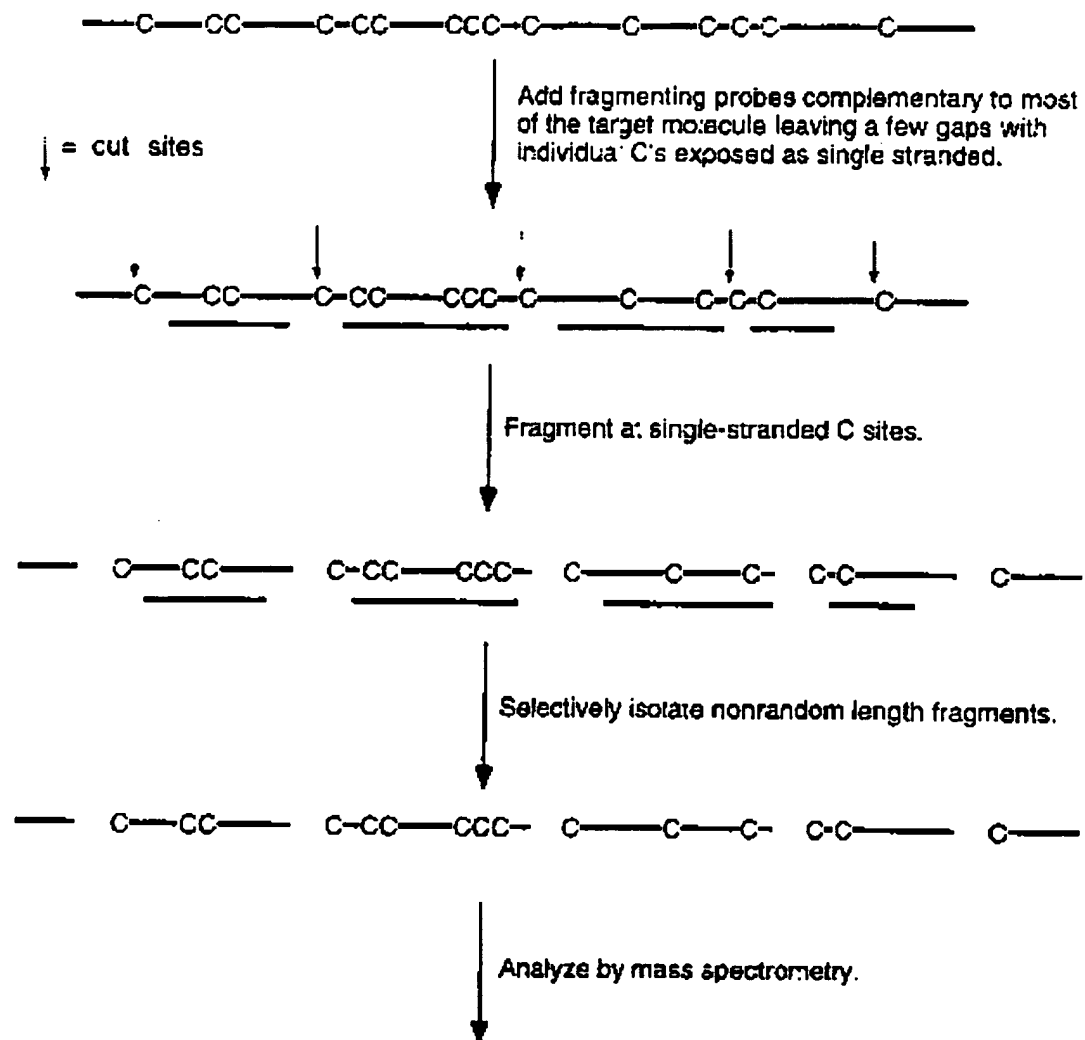 C CC C-CC CCC-C C C-C-C C
Add fragmenting probes complementary to most
of the target molecule leaving a few gaps with
individual C's exposed as single stranded.
= cut sites
C CC C-CC CCC-C C C-C-C C
Fragment at single-stranded C sites.
C CC C-CC CCC- C C C- C-C C
Selectively isolate nonrandom length fragments.
C CC C-CC CCC- C C C- C-C C
Analyze by mass spectrometry.